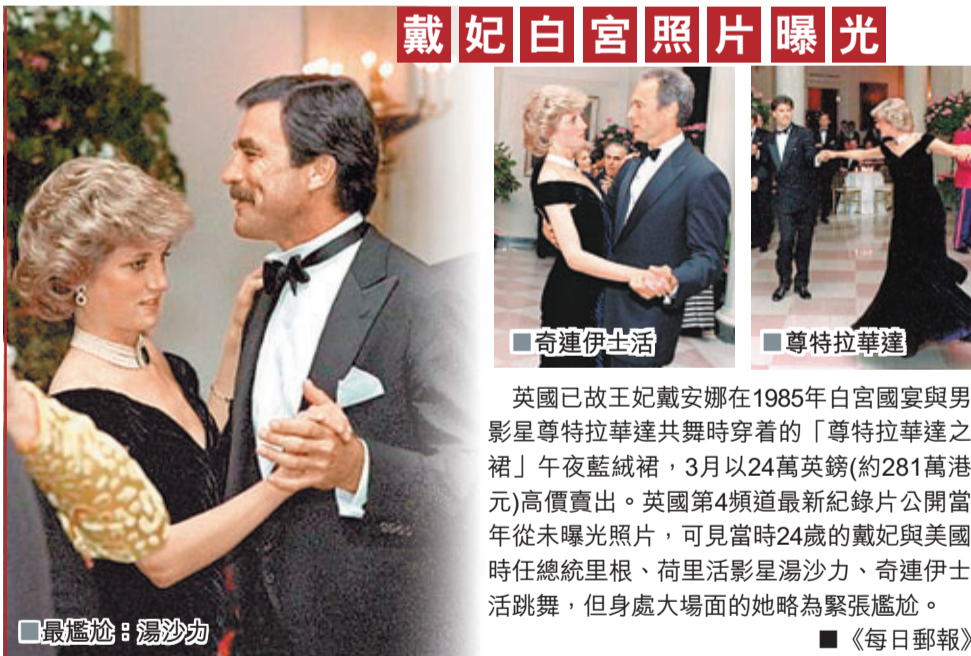 戴妃白宮照片曝光
■奇連伊士活
■尊特拉華達
英國已故王妃戴安娜在1985年白宮國宴與男
影星尊特拉華達共舞時穿着的「尊特拉華達之
裙」午夜藍絨裙，3月以24萬英鎊(約281萬港
元)高價賣出。英國第4頻道最新紀錄片公開當
年從未曝光照片，可見當時24歲的戴妃與美國
時任總統里根、荷里活影星湯沙力、奇連伊士
活跳舞，但身處大場面的她略為緊張尷尬。
■《每日郵報》
■最尷尬：湯沙力